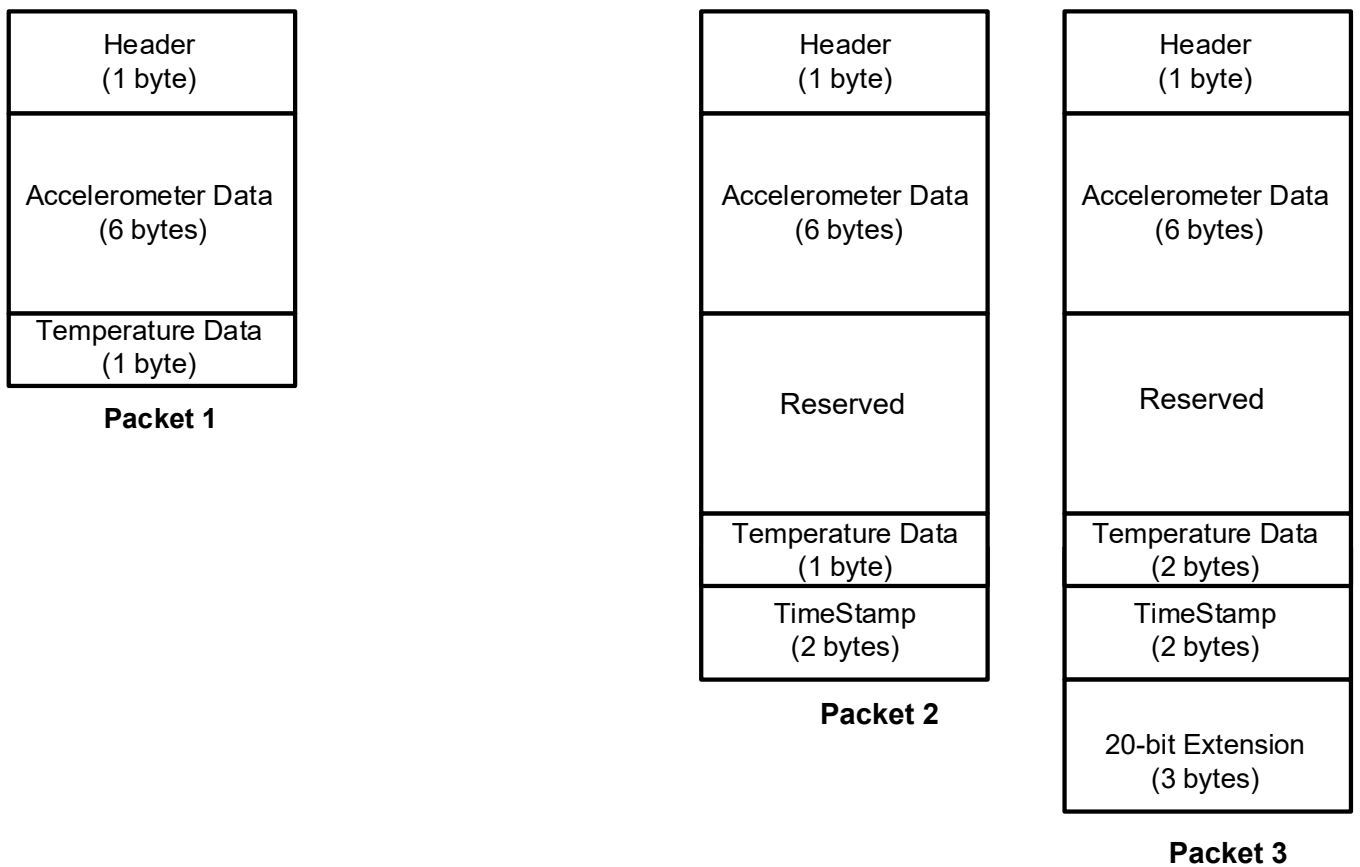 Header
(1 byte)
Accelerometer Data
(6 bytes)
Temperature Data
(1 byte)
Packet 1
Header
(1 byte)
Accelerometer Data
(6 bytes)
Reserved
Temperature Data
(1 byte)
TimeStamp
(2 bytes)
Packet 2
Header
(1 byte)
Accelerometer Data
(6 bytes)
Reserved
Temperature Data
(2 bytes)
TimeStamp
(2 bytes)
20-bit Extension
(3 bytes)
Packet 3